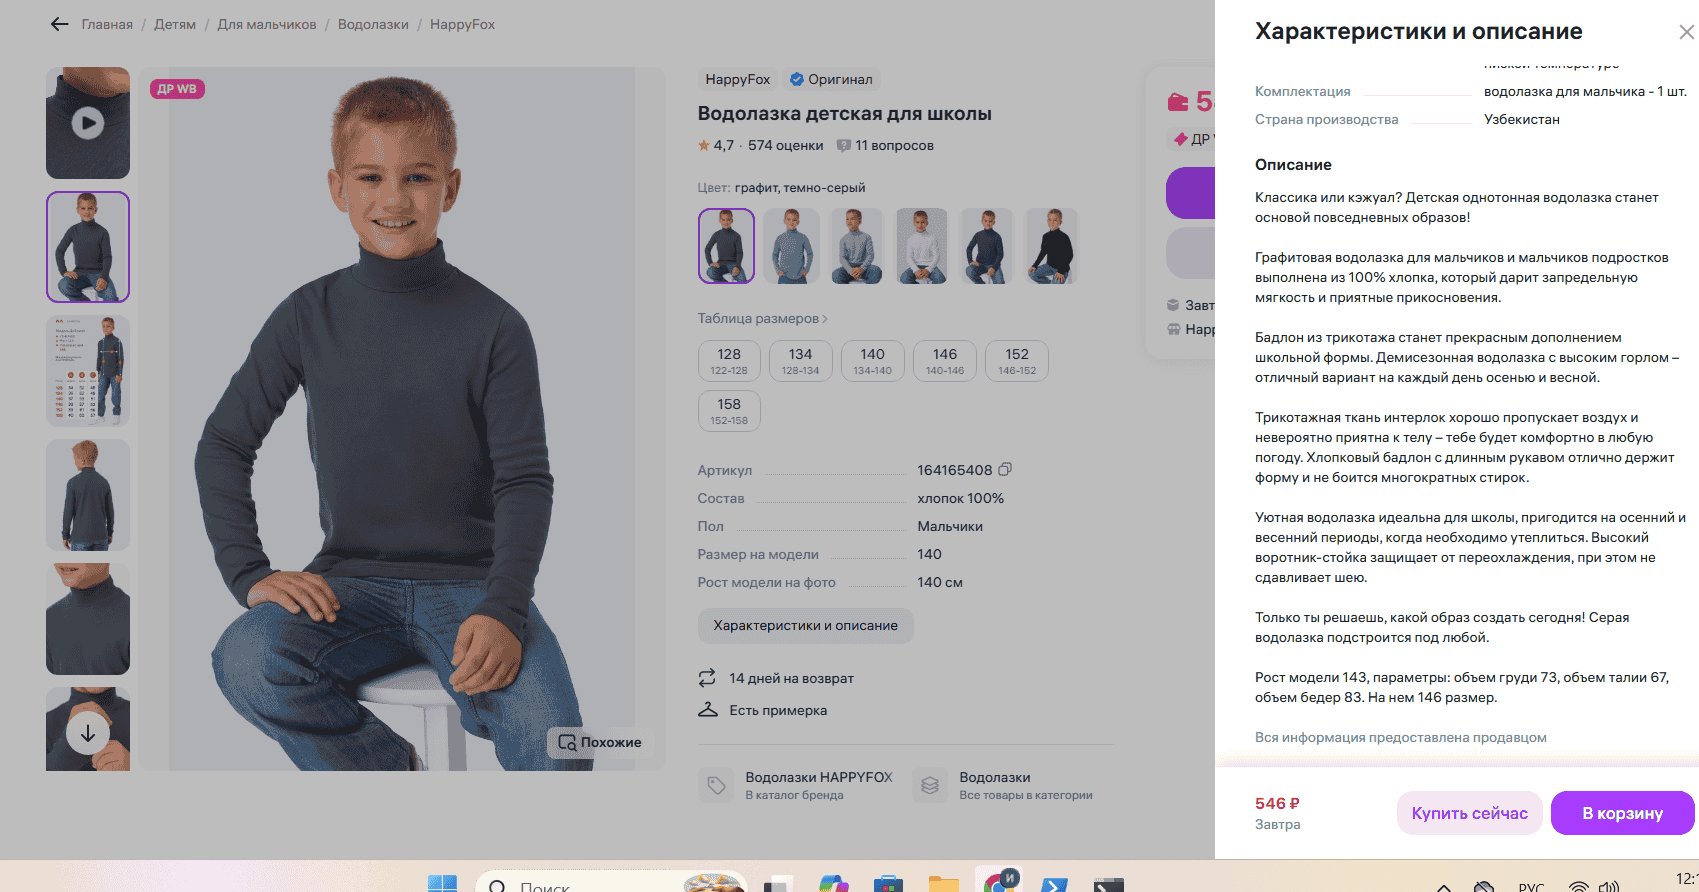 Главная / Детям / Для мальчиков / Водолазки / HappyFox
ДР WB
Похожие
HappyFox
Оригинал
Водолазка детская для школы
4,7 · 574 оценки
11 вопросов
Цвет: графит, темно-серый
Таблица размеров
128
122-128
134
128-134
140
134-140
146
140-146
152
146-152
158
152-158
Артикул 164165408
Состав хлопок 100%
Пол Мальчики
Размер на модели 140
Рост модели на фото 140 см
Характеристики и описание
14 дней на возврат
Есть примерка
Водолазки HAPPYFOX
В каталог бренда
Водолазки
Все товары в категории
ДР
Характеристики и описание
Комплектация водолазка для мальчика - 1 шт.
Страна производства Узбекистан
Описание
Классика или кэжуал? Детская однотонная водолазка станет
основой повседневных образов!
Графитовая водолазка для мальчиков и мальчиков подростков
выполнена из 100% хлопка, который дарит запредельную
мягкость и приятные прикосновения.
Бадлон из трикотажа станет прекрасным дополнением
школьной формы. Демисезонная водолазка с высоким горлом –
отличный вариант на каждый день осенью и весной.
Трикотажная ткань интерлок хорошо пропускает воздух и
невероятно приятна к телу – тебе будет комфортно в любую
погоду. Хлопковый бадлон с длинным рукавом отлично держит
форму и не боится многократных стирок.
Уютная водолазка идеальна для школы, пригодится на осенний и
весенний периоды, когда необходимо утеплиться. Высокий
воротник-стойка защищает от переохлаждения, при этом не
сдавливает шею.
Только ты решаешь, какой образ создать сегодня! Серая
водолазка подстроится под любой.
Рост модели 143, параметры: объем груди 73, объем талии 67,
объем бедер 83. На нем 146 размер.
Вся информация предоставлена продавцом
546 ₽
Завтра
Купить сейчас
В корзину
Поиск
РУС